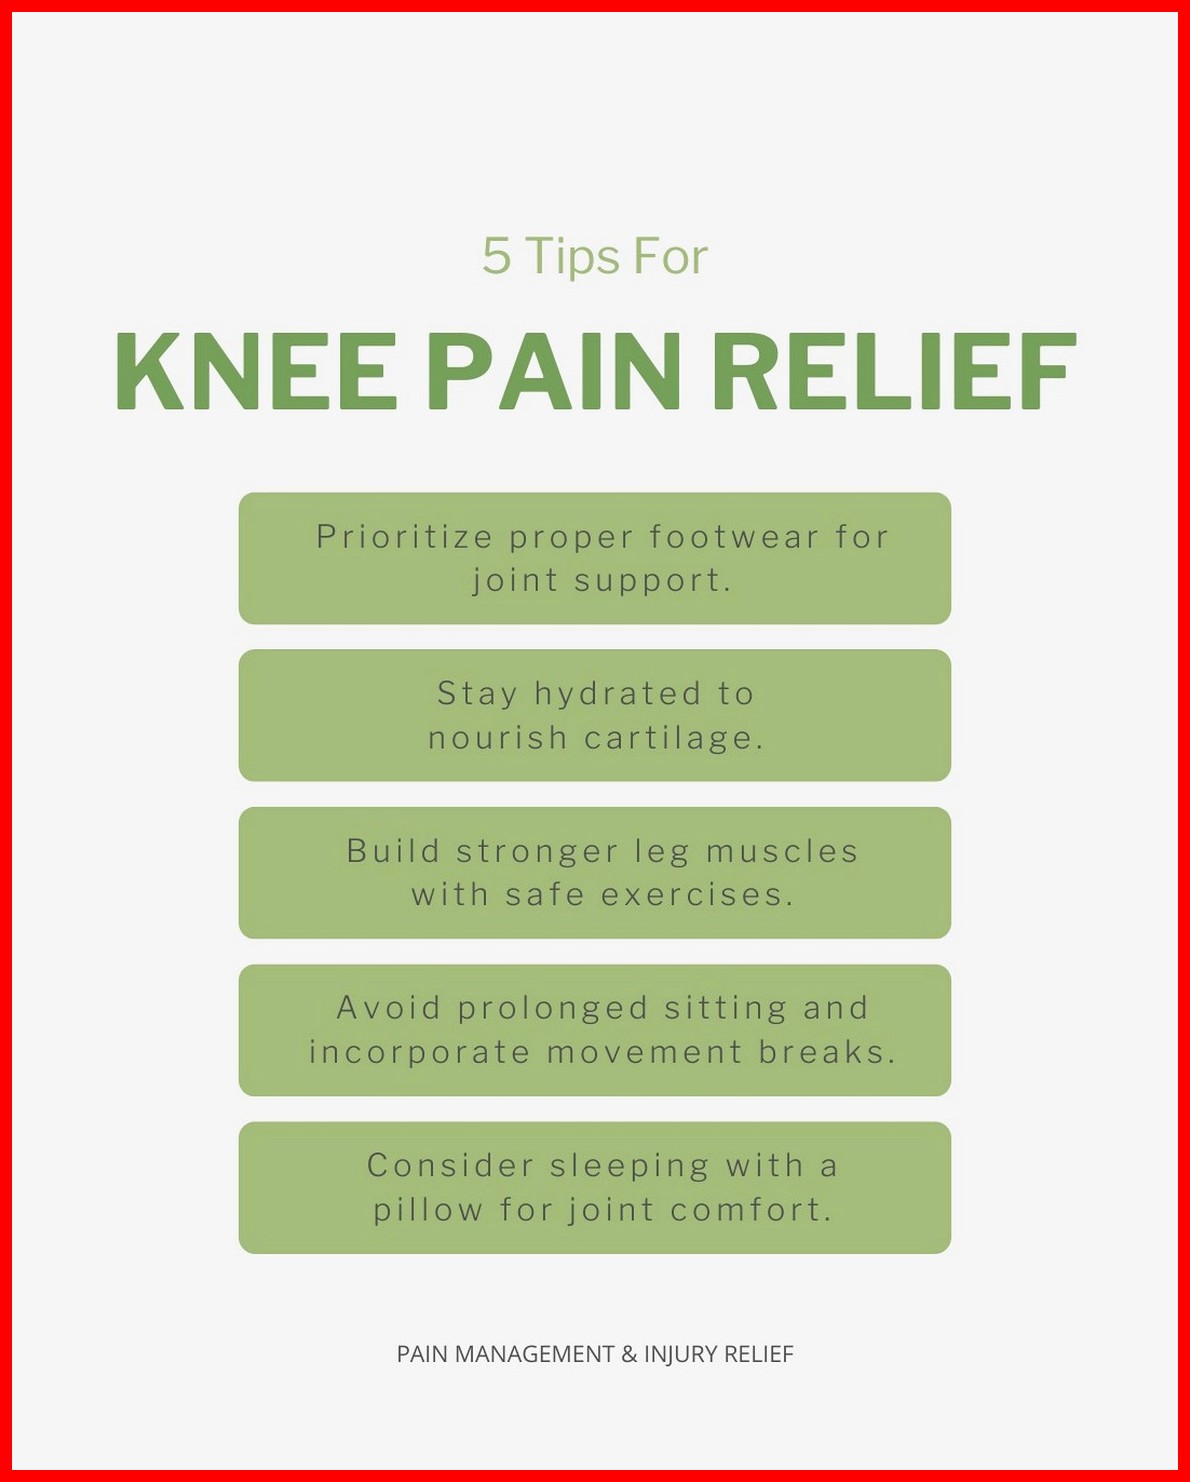 5 Tips For
KNEE PAIN RELIEF
Prioritize proper footwear for
joint support.
Stay hydrated to
nourish cartilage.
Build stronger leg muscles
with safe exercises.
Avoid prolonged sitting and
incorporate movement breaks.
Consider sleeping with a
pillow for joint comfort.
PAIN MANAGEMENT & INJURY RELIEF